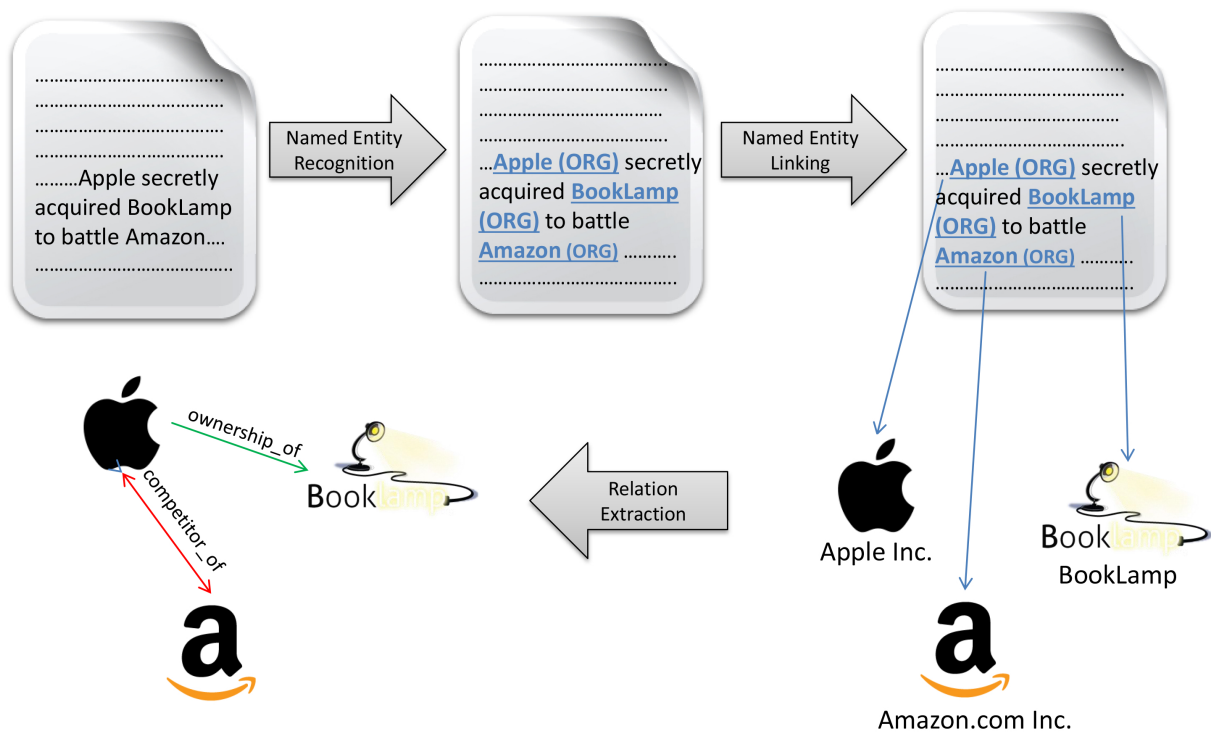 .........Apple secretly
acquired BookLamp
to battle Amazon....
Named Entity
Recognition
...Apple (ORG) secretly
acquired BookLamp
(ORG) to battle
Amazon (ORG) ...........
Named Entity
Linking
...Apple (ORG) secretly
acquired BookLamp
(ORG) to battle
Amazon (ORG) ...........
Apple Inc.
Booklamp
BookLamp
a
Amazon.com Inc.
Relation
Extraction
ownership_of
Booklamp
competitor_of
a